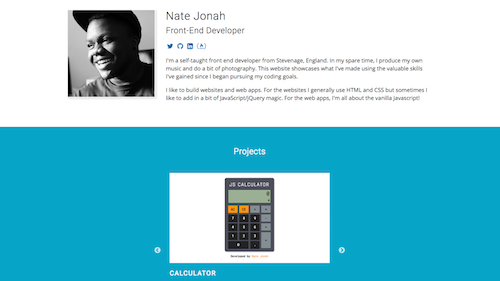 Nate Jonah
Front-End Developer
I'm a self-taught front end developer from Stevenage, England. In my spare time, I produce my own
music and do a bit of photography. This website showcases what I've made using the valuable skills
I've gained since I began pursuing my coding goals.
I like to build websites and web apps. For the websites I generally use HTML and CSS but sometimes I
like to add in a bit of JavaScript/jQuery magic. For the web apps, I'm all about the vanilla Javascript!
Projects
JS CALCULATOR
7 8 9
4 5 6
1 2 3
0 .
Developed by Nate Jonah
CALCULATOR